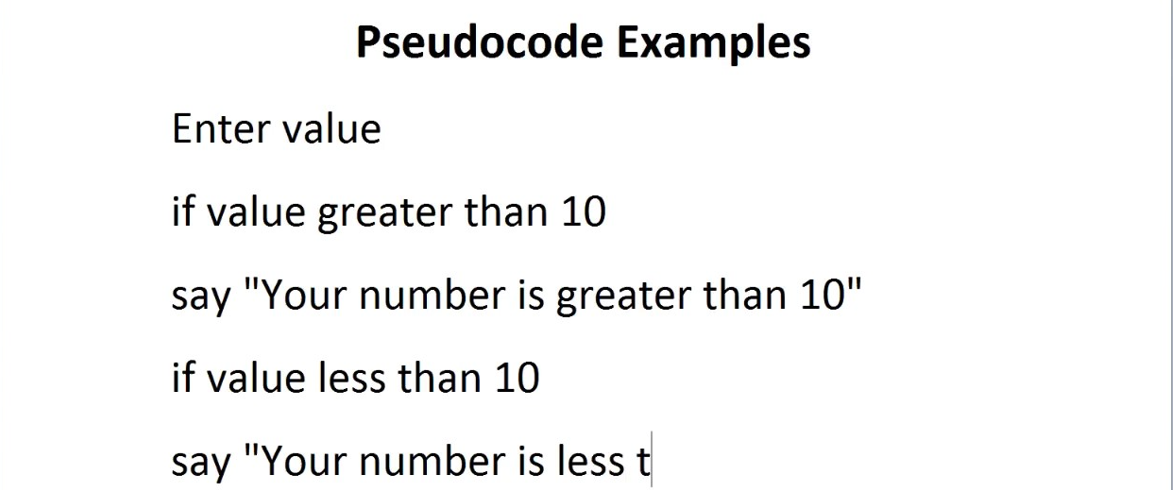 Pseudocode Examples
Enter value
if value greater than 10
say "Your number is greater than 10"
if value less than 10
say "Your number is less t